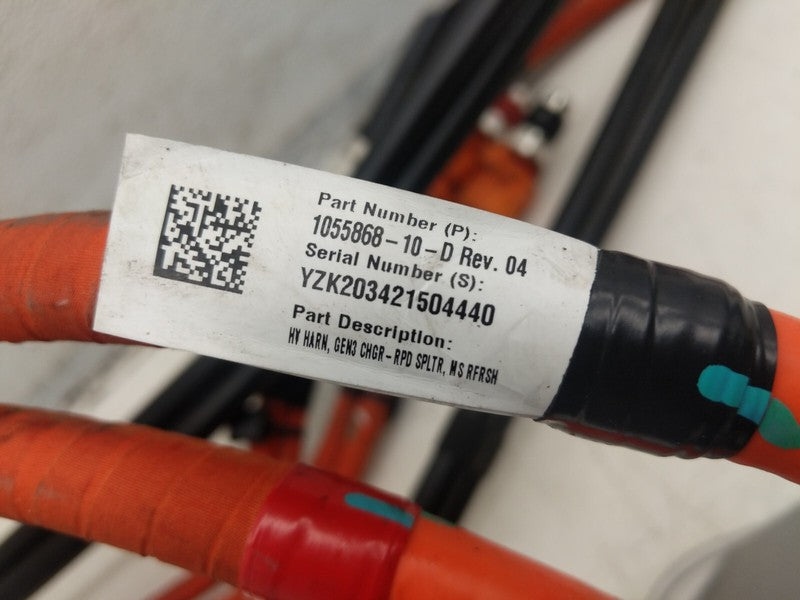 Part Number (P):
1055868-10-D Rev. 04
Serial Number (S):
YZK203421504440
Part Description:
HV HARN, GEN3 CHGR-RPD SPLTR, MS RFRSH